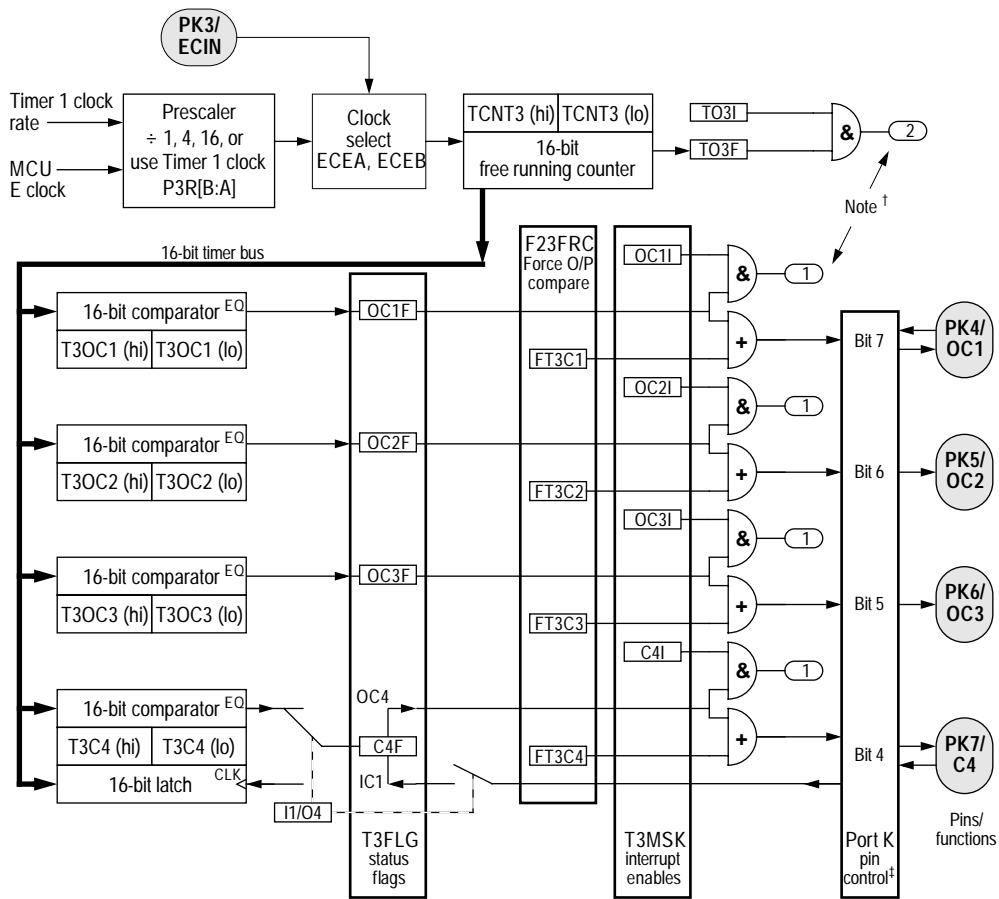 PK3/
ECIN
Timer 1 clock
rate
MCU
E clock
Prescaler
÷ 1, 4, 16, or
use Timer 1 clock
P3R[B:A]
Clock
select
ECEA, ECEB
TCNT3 (hi) TCNT3 (lo)
16-bit
free running counter
TO3I
TO3F
&
2
Note †
16-bit timer bus
F23FRC
Force O/P
compare
OC1I
&
1
16-bit comparator EQ
T3OC1 (hi) T3OC1 (lo)
OC1F
FT3C1
+
Bit 7
PK4/
OC1
OC2I
&
1
16-bit comparator EQ
T3OC2 (hi) T3OC2 (lo)
OC2F
FT3C2
+
Bit 6
PK5/
OC2
OC3I
&
1
16-bit comparator EQ
T3OC3 (hi) T3OC3 (lo)
OC3F
FT3C3
+
Bit 5
PK6/
OC3
C4I
&
1
16-bit comparator EQ
T3C4 (hi) T3C4 (lo)
16-bit latch CLK
OC4
C4F
IC1
I1/O4
FT3C4
+
Bit 4
PK7/
C4
Pins/
functions
T3FLG
status
flags
T3MSK
interrupt
enables
Port K
pin
control‡